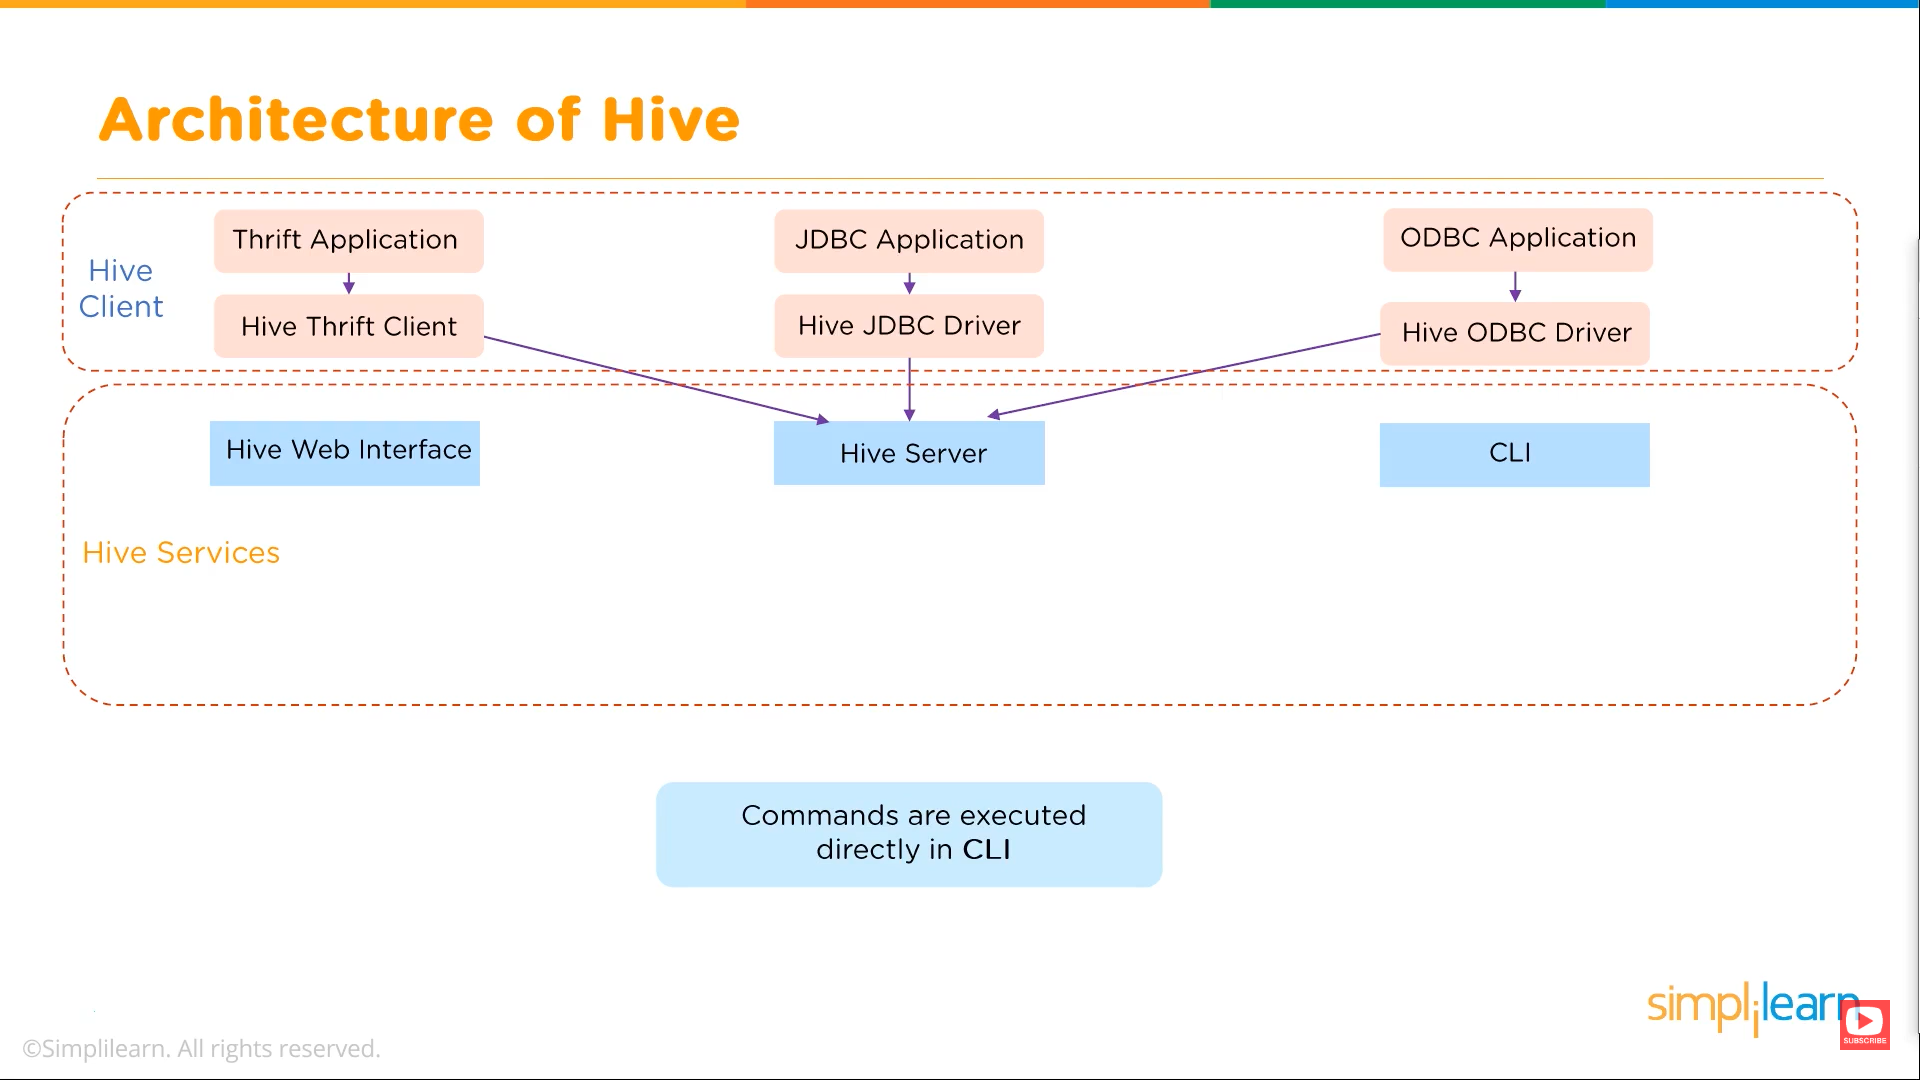 Architecture of Hive
Thrift Application
JDBC Application
ODBC Application
Hive
Client
Hive Thrift Client
Hive JDBC Driver
Hive ODBC Driver
Hive Web Interface
Hive Server
CLI
Hive Services
Commands are executed
directly in CLI
simplilearn
SUBSCRIBE
©Simplilearn. All rights reserved.